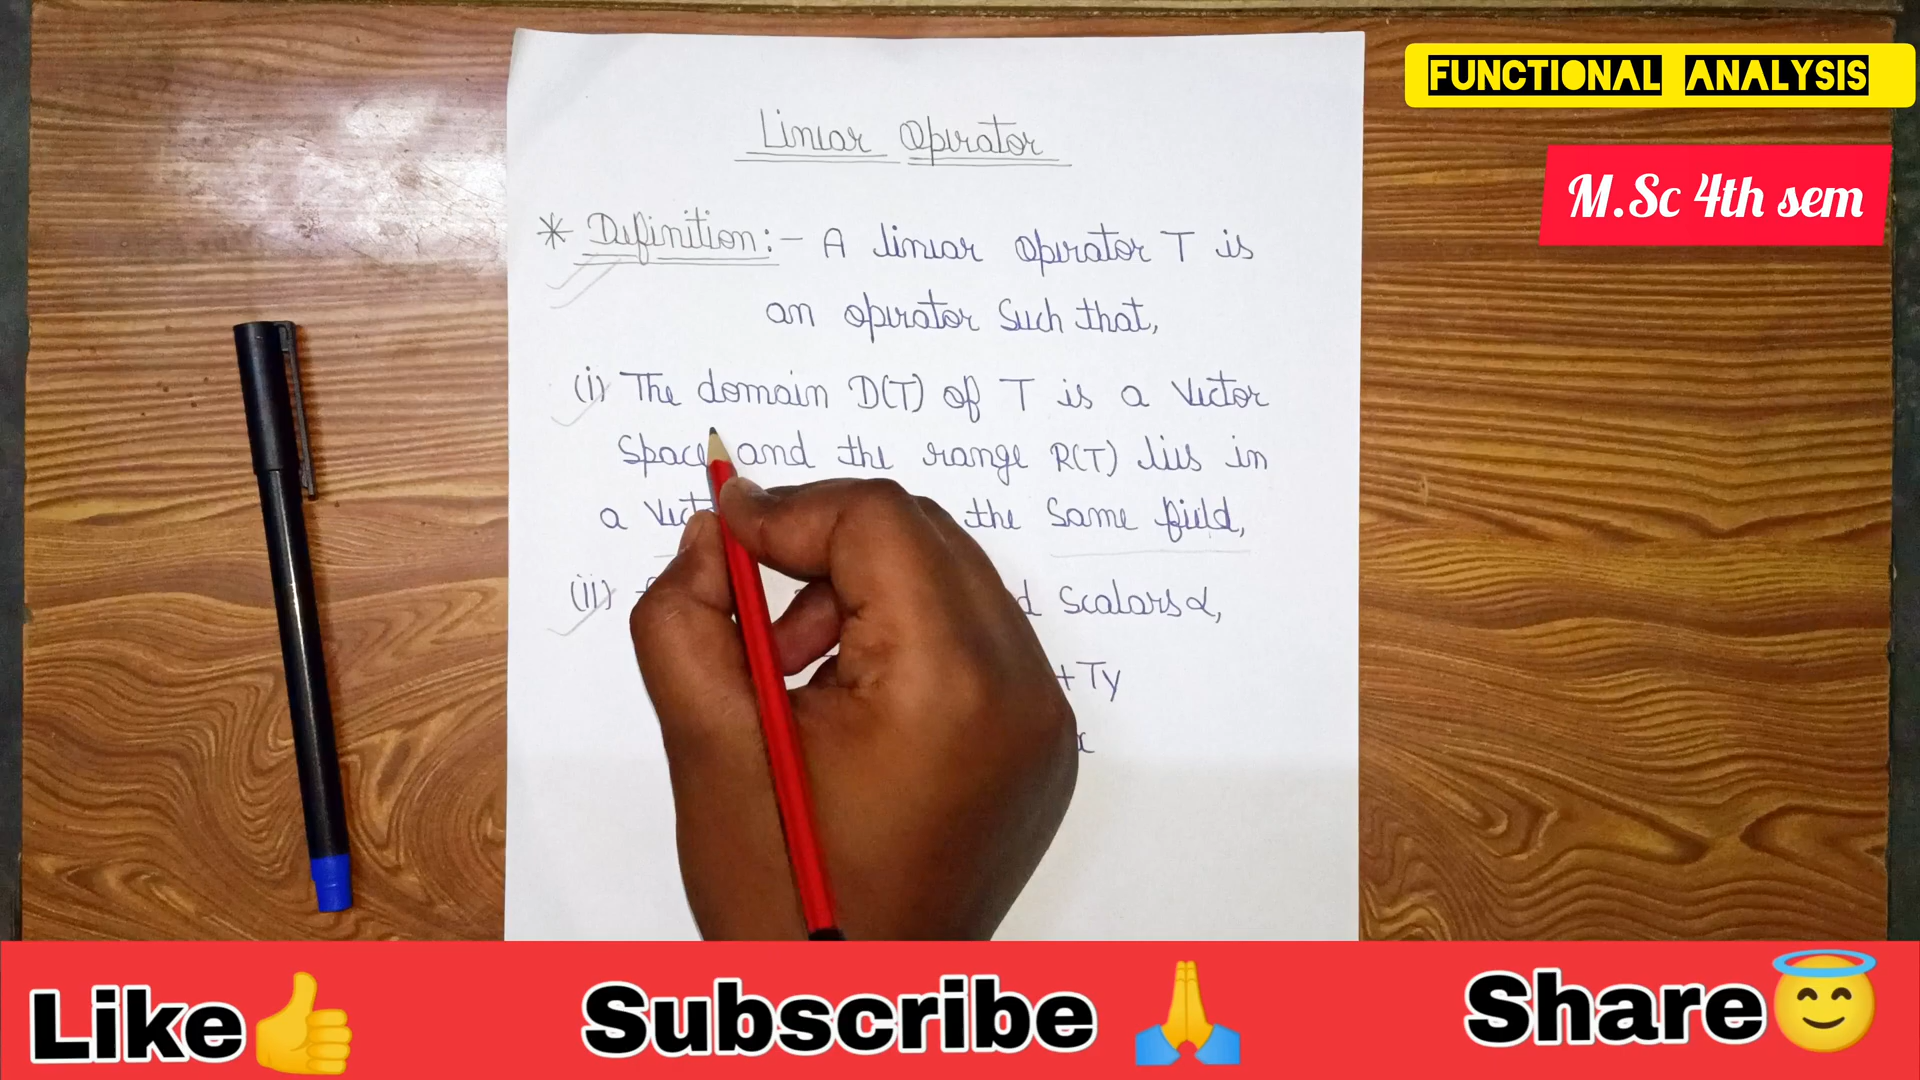 FUNCTIONAL ANALYSIS
M.Sc 4th sem
Linear Operator
* Definition:- A linear operator T is
an operator such that,
(i) The domain D(T) of T is a vector
space and the range R(T) lies in
a the same field,
(ii) scalars α,
+Ty
Like👍
Subscribe 🙏
Share😇